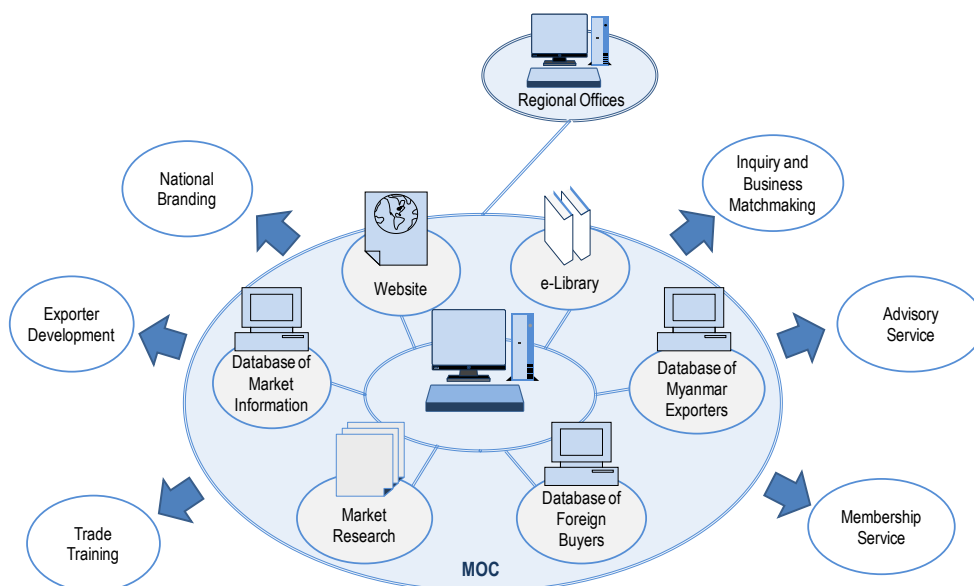 Regional Offices
National
Branding
Inquiry and
Business
Matchmaking
Website
e-Library
Exporter
Development
Advisory
Service
Database of
Market
Information
Database of
Myanmar
Exporters
Market
Research
Database of
Foreign
Buyers
Trade
Training
Membership
Service
MOC